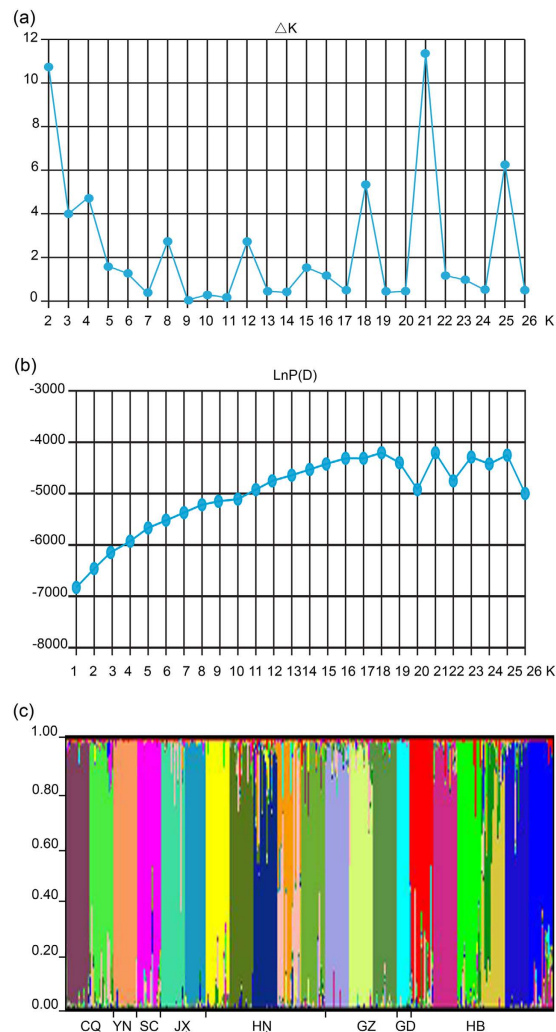 (a)
△K
12
10
8
6
4
2
0
2 3 4 5 6 7 8 9 10 11 12 13 14 15 16 17 18 19 20 21 22 23 24 25 26 K
(b)
LnP(D)
-3000
-4000
-5000
-6000
-7000
-8000
1 2 3 4 5 6 7 8 9 10 11 12 13 14 15 16 17 18 19 20 21 22 23 24 25 26 K
(c)
1.00
0.80
0.60
0.40
0.20
0.00
CQ YN SC JX HN GZ GD HB